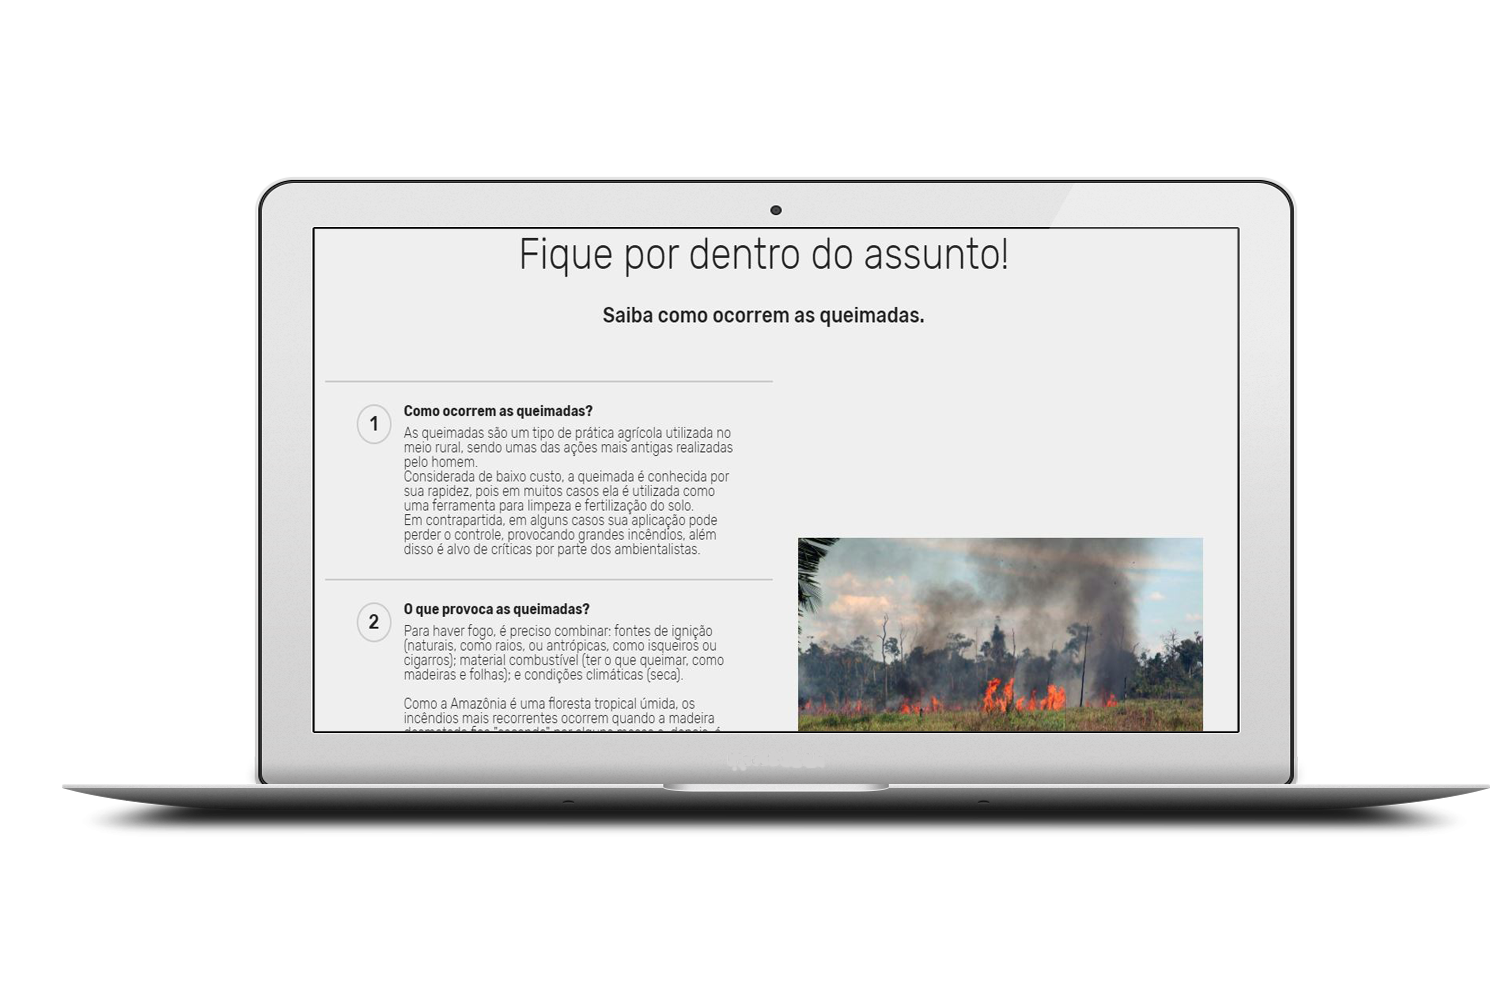 Fique por dentro do assunto!
Saiba como ocorrem as queimadas.
1
Como ocorrem as queimadas?
As queimadas são um tipo de prática agrícola utilizada no
meio rural, sendo umas das ações mais antigas realizadas
pelo homem.
Considerada de baixo custo, a queimada é conhecida por
sua rapidez, pois em muitos casos ela é utilizada como
uma ferramenta para limpeza e fertilização do solo.
Em contrapartida, em alguns casos sua aplicação pode
perder o controle, provocando grandes incêndios, além
disso é alvo de críticas por parte dos ambientalistas.
2
O que provoca as queimadas?
Para haver fogo, é preciso combinar: fontes de ignição
(naturais, como raios, ou antrópicas, como isqueiros ou
cigarros); material combustível (ter o que queimar, como
madeiras e folhas); e condições climáticas (seca).
Como a Amazônia é uma floresta tropical úmida, os
incêndios mais recorrentes ocorrem quando a madeira